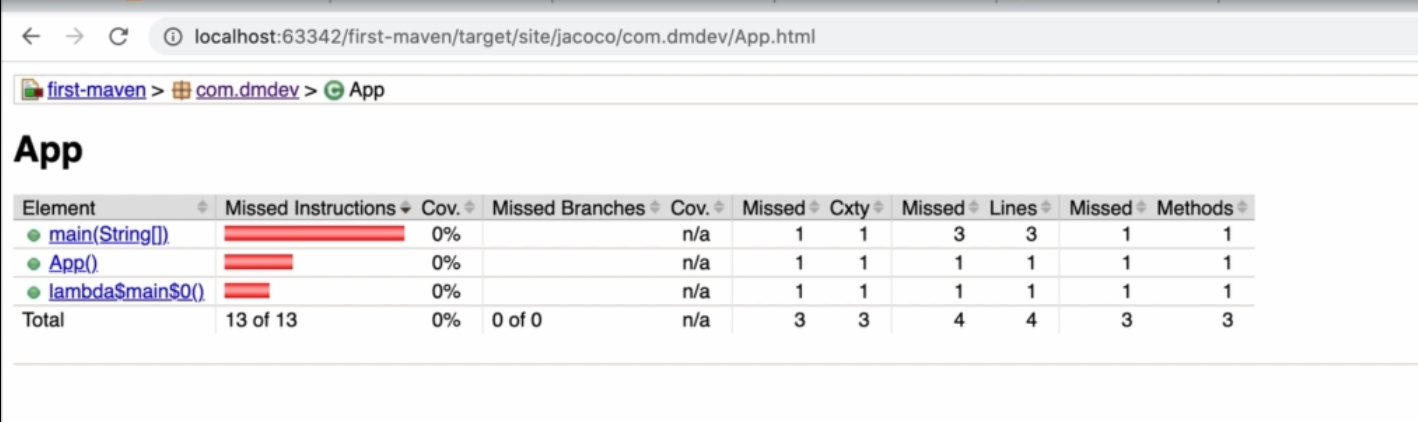 localhost:63342/first-maven/target/site/jacoco/com.dmdev/App.html
first-maven > com.dmdev > App
App
Element Missed Instructions Cov. Missed Branches Cov. Missed Cxty Missed Lines Missed Methods
main(String[]) 0% n/a 1 1 3 3 1 1
App() 0% n/a 1 1 1 1 1 1
lambda$main$0() 0% n/a 1 1 1 1 1 1
Total 13 of 13 0% 0 of 0 n/a 3 3 4 4 3 3